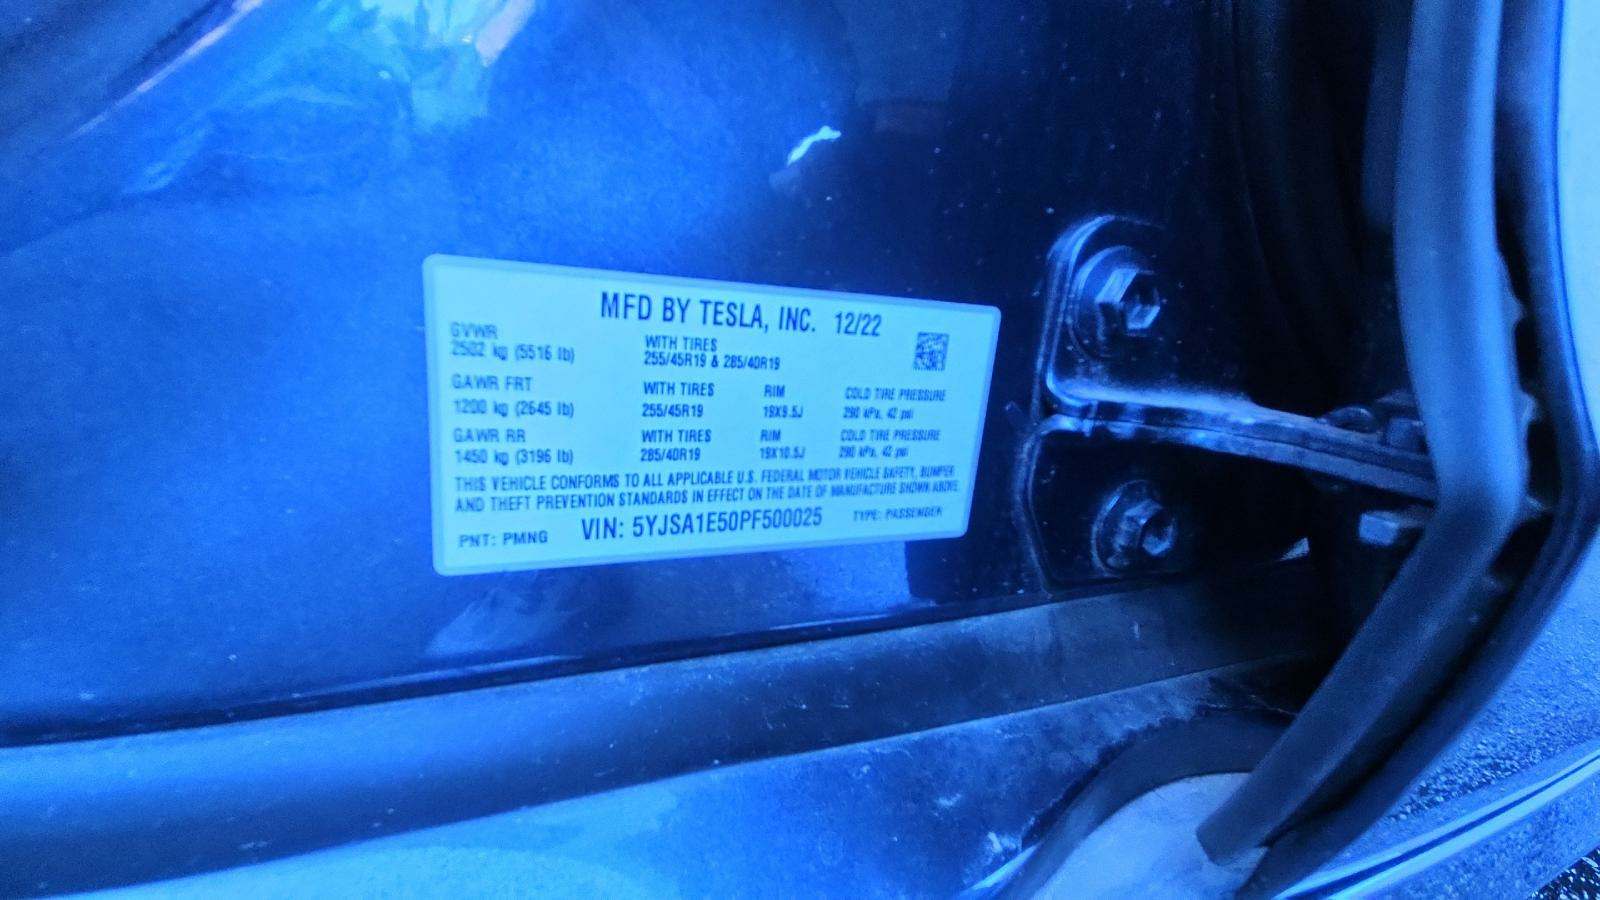 MFD BY TESLA, INC. 12/22
GVWR
2502 kg (5516 lb)
WITH TIRES
255/45R19 & 285/40R19
GAWR FRT WITH TIRES RIM COLD TIRE PRESSURE
1200 kg (2645 lb) 255/45R19 19X9.5J 290 kPa, 42 psi
GAWR RR WITH TIRES RIM COLD TIRE PRESSURE
1450 kg (3196 lb) 285/40R19 19X10.5J 290 kPa, 42 psi
THIS VEHICLE CONFORMS TO ALL APPLICABLE U.S. FEDERAL MOTOR VEHICLE SAFETY, BUMPER
AND THEFT PREVENTION STANDARDS IN EFFECT ON THE DATE OF MANUFACTURE SHOWN ABOVE.
PNT: PMNG VIN: 5YJSA1E50PF500025 TYPE: PASSENGER